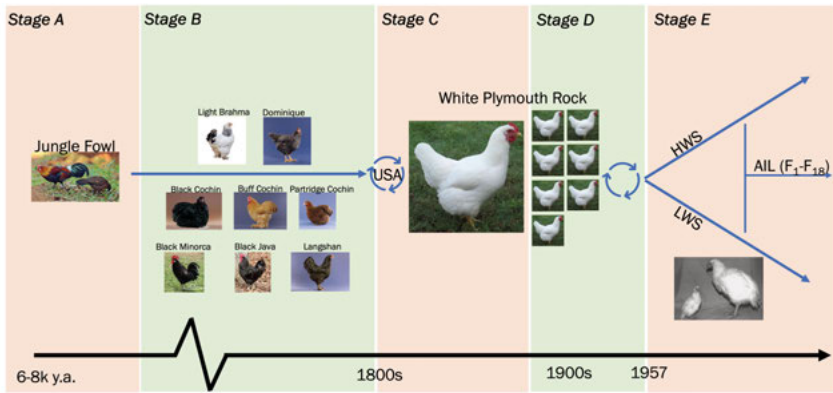 Stage A
Stage B
Stage C
Stage D
Stage E
Jungle Fowl
Light Brahma
Dominique
Black Cochin
Buff Cochin
Partridge Cochin
Black Minorca
Black Java
Langshan
USA
White Plymouth Rock
HWS
LWS
AIL (F₁-F₁₈)
6-8k y.a.
1800s
1900s
1957